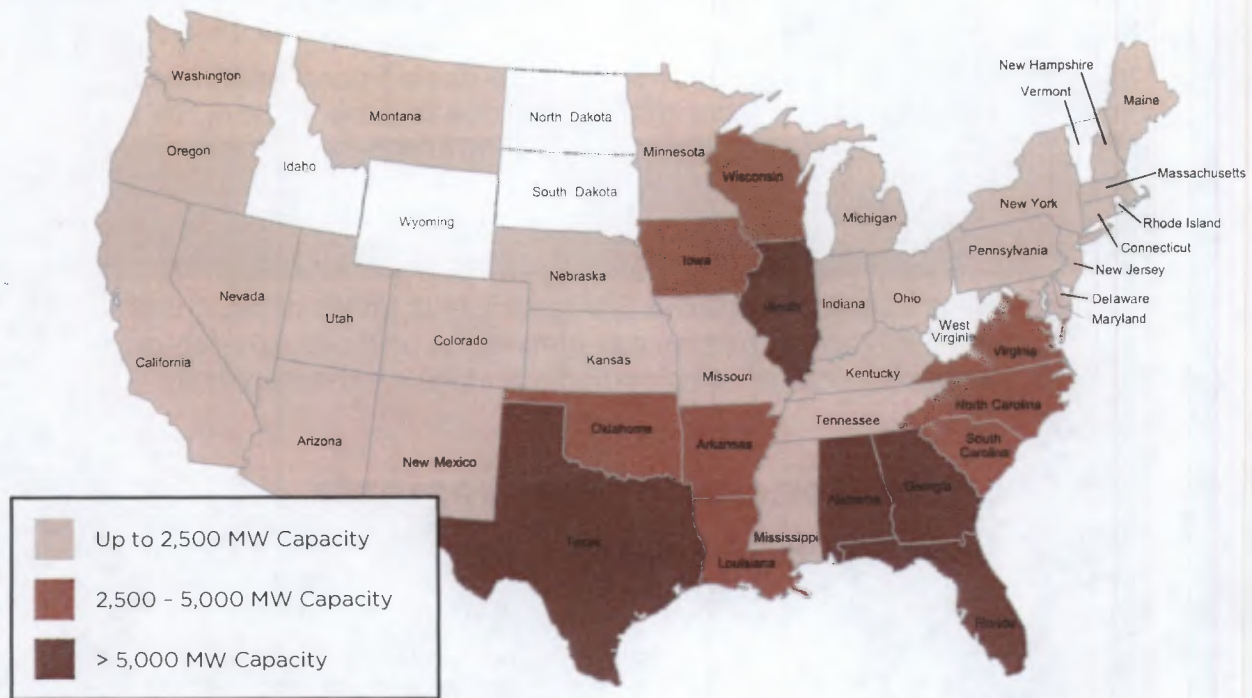 Washington
Montana
North Dakota
Minnesota
New Hampshire
Vermont
Maine
Oregon
Idaho
South Dakota
Wisconsin
Massachusetts
Wyoming
Michigan
New York
Rhode Island
Connecticut
Iowa
Nebraska
Pennsylvania
New Jersey
Nevada
Utah
Colorado
Illinois
Indiana
Ohio
Delaware
Maryland
West
Virginia
California
Kansas
Missouri
Kentucky
Virginia
Arizona
New Mexico
Oklahoma
Arkansas
Tennessee
North Carolina
South
Carolina
Texas
Mississippi
Alabama
Georgia
Louisiana
Florida
Up to 2,500 MW Capacity
2,500 - 5,000 MW Capacity
> 5,000 MW Capacity